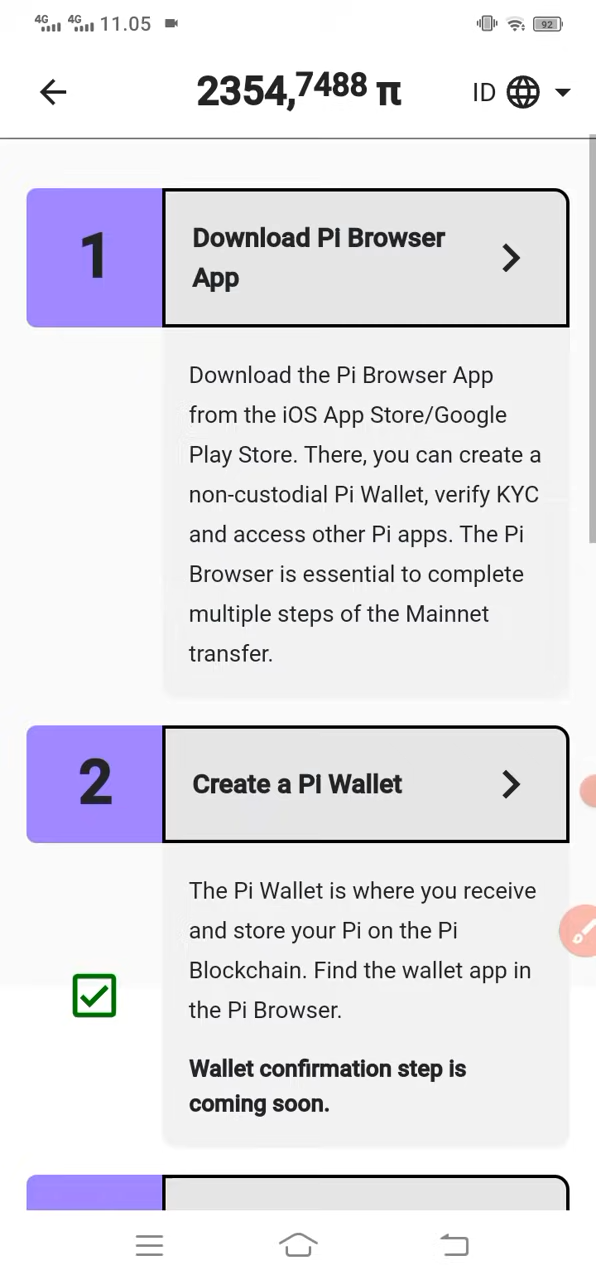 4G 4G 11.05 92
2354,7488 π ID
1 Download Pi Browser
App
Download the Pi Browser App
from the iOS App Store/Google
Play Store. There, you can create a
non-custodial Pi Wallet, verify KYC
and access other Pi apps. The Pi
Browser is essential to complete
multiple steps of the Mainnet
transfer.
2 Create a Pi Wallet
The Pi Wallet is where you receive
and store your Pi on the Pi
Blockchain. Find the wallet app in
the Pi Browser.
Wallet confirmation step is
coming soon.